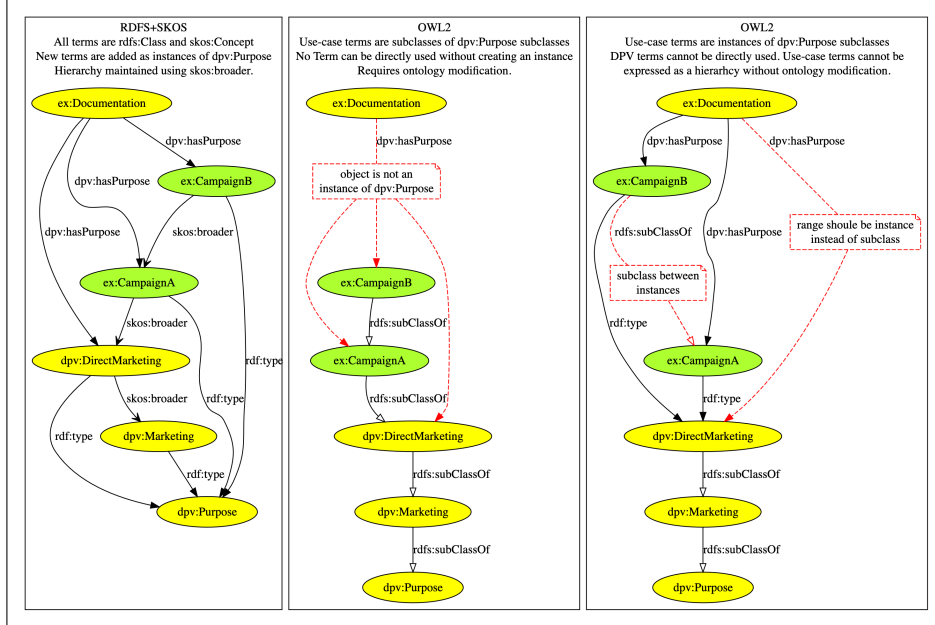 RDFS+SKOS
All terms are rdfs:Class and skos:Concept
New terms are added as instances of dpv:Purpose
Hierarchy maintained using skos:broader.
ex:Documentation
dpv:hasPurpose
ex:CampaignB
dpv:hasPurpose
dpv:hasPurpose
skos:broader
ex:CampaignA
skos:broader
dpv:DirectMarketing
rdf:type
skos:broader
rdf:type
rdf:type
dpv:Marketing
rdf:type
dpv:Purpose
OWL2
Use-case terms are subclasses of dpv:Purpose subclasses
No Term can be directly used without creating an instance
Requires ontology modification.
ex:Documentation
dpv:hasPurpose
object is not an
instance of dpv:Purpose
ex:CampaignB
rdfs:subClassOf
ex:CampaignA
rdfs:subClassOf
dpv:DirectMarketing
rdfs:subClassOf
dpv:Marketing
rdfs:subClassOf
dpv:Purpose
OWL2
Use-case terms are instances of dpv:Purpose subclasses
DPV terms cannot be directly used. Use-case terms cannot be
expressed as a hierarhcy without ontology modification.
ex:Documentation
dpv:hasPurpose
dpv:hasPurpose
ex:CampaignB
rdfs:subClassOf
dpv:hasPurpose
range shoule be instance
instead of subclass
subclass between
instances
rdf:type
ex:CampaignA
rdf:type
dpv:DirectMarketing
rdfs:subClassOf
dpv:Marketing
rdfs:subClassOf
dpv:Purpose